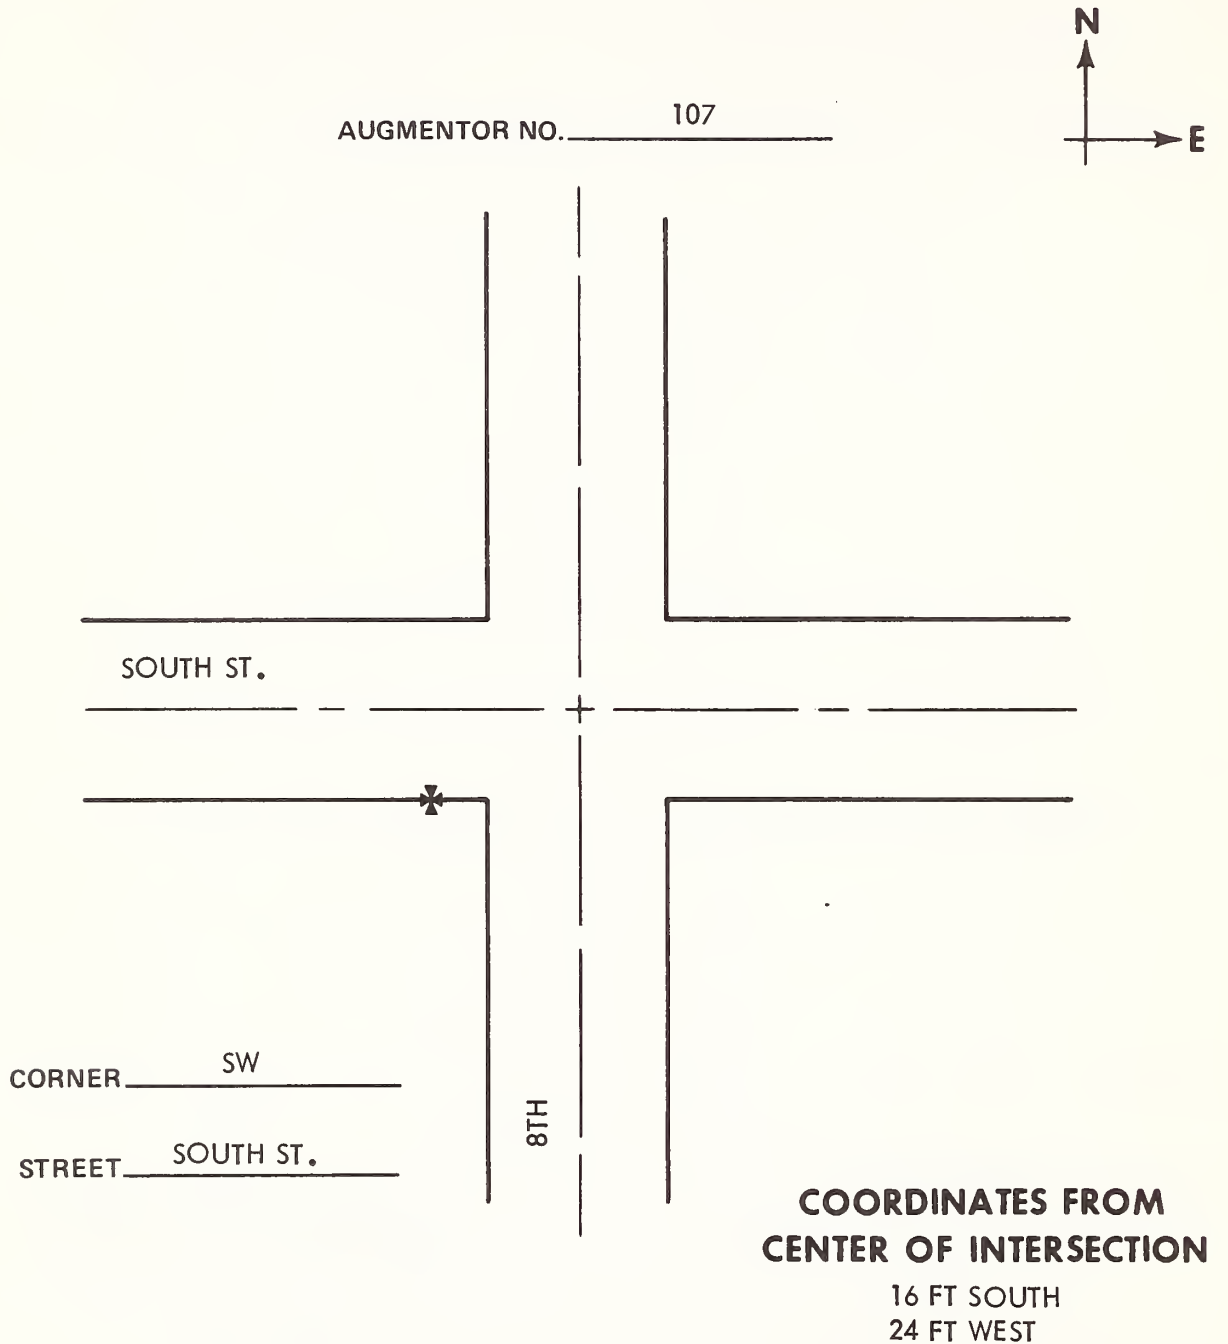 N
AUGMENTOR NO. 107
E
SOUTH ST.
CORNER SW
8TH
STREET SOUTH ST.
COORDINATES FROM
CENTER OF INTERSECTION
16 FT SOUTH
24 FT WEST